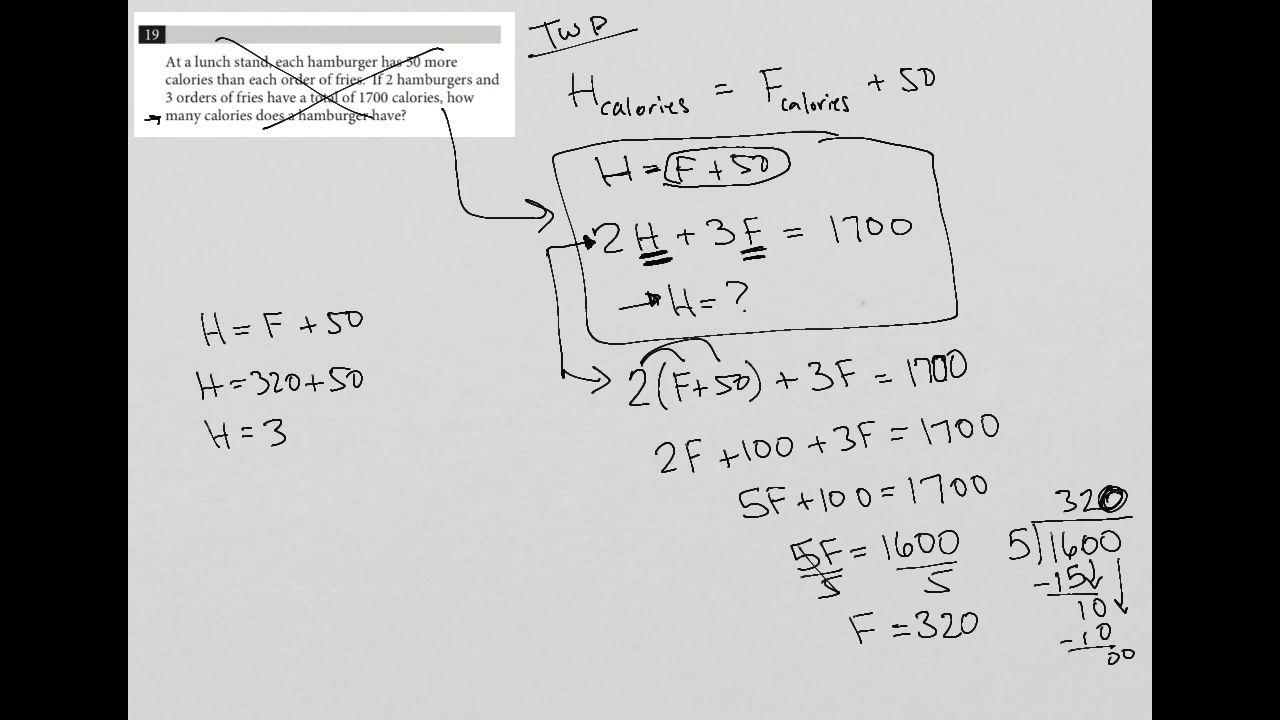 19
At a lunch stand, each hamburger has 50 more
calories than each order of fries. If 2 hamburgers and
3 orders of fries have a total of 1700 calories, how
many calories does a hamburger have?
TWP
H calories = F calories + 50
H = F + 50
2H + 3F = 1700
H = ?
2(F+50) + 3F = 1700
2F + 100 + 3F = 1700
5F + 100 = 1700
5F = 1600
5 5
F = 320
320
5 1600
-15
10
-10
00
H = F + 50
H = 320 + 50
H = 3